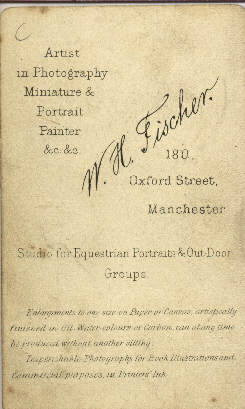 Artist
in Photography
Miniature &
Portrait
Painter
&c. &c.
W. H. Fischer.
180,
Oxford Street,
Manchester
Studio for Equestrian Portraits & Out-Door
Groups.
Enlargements to any size on Paper or Canvas, artistically
finished in Oil, Water-colours or Carbon, can at any time
be produced without another sitting.
Imperishable Photography for Book Illustrations and
Commercial purposes, in Printers' Ink.